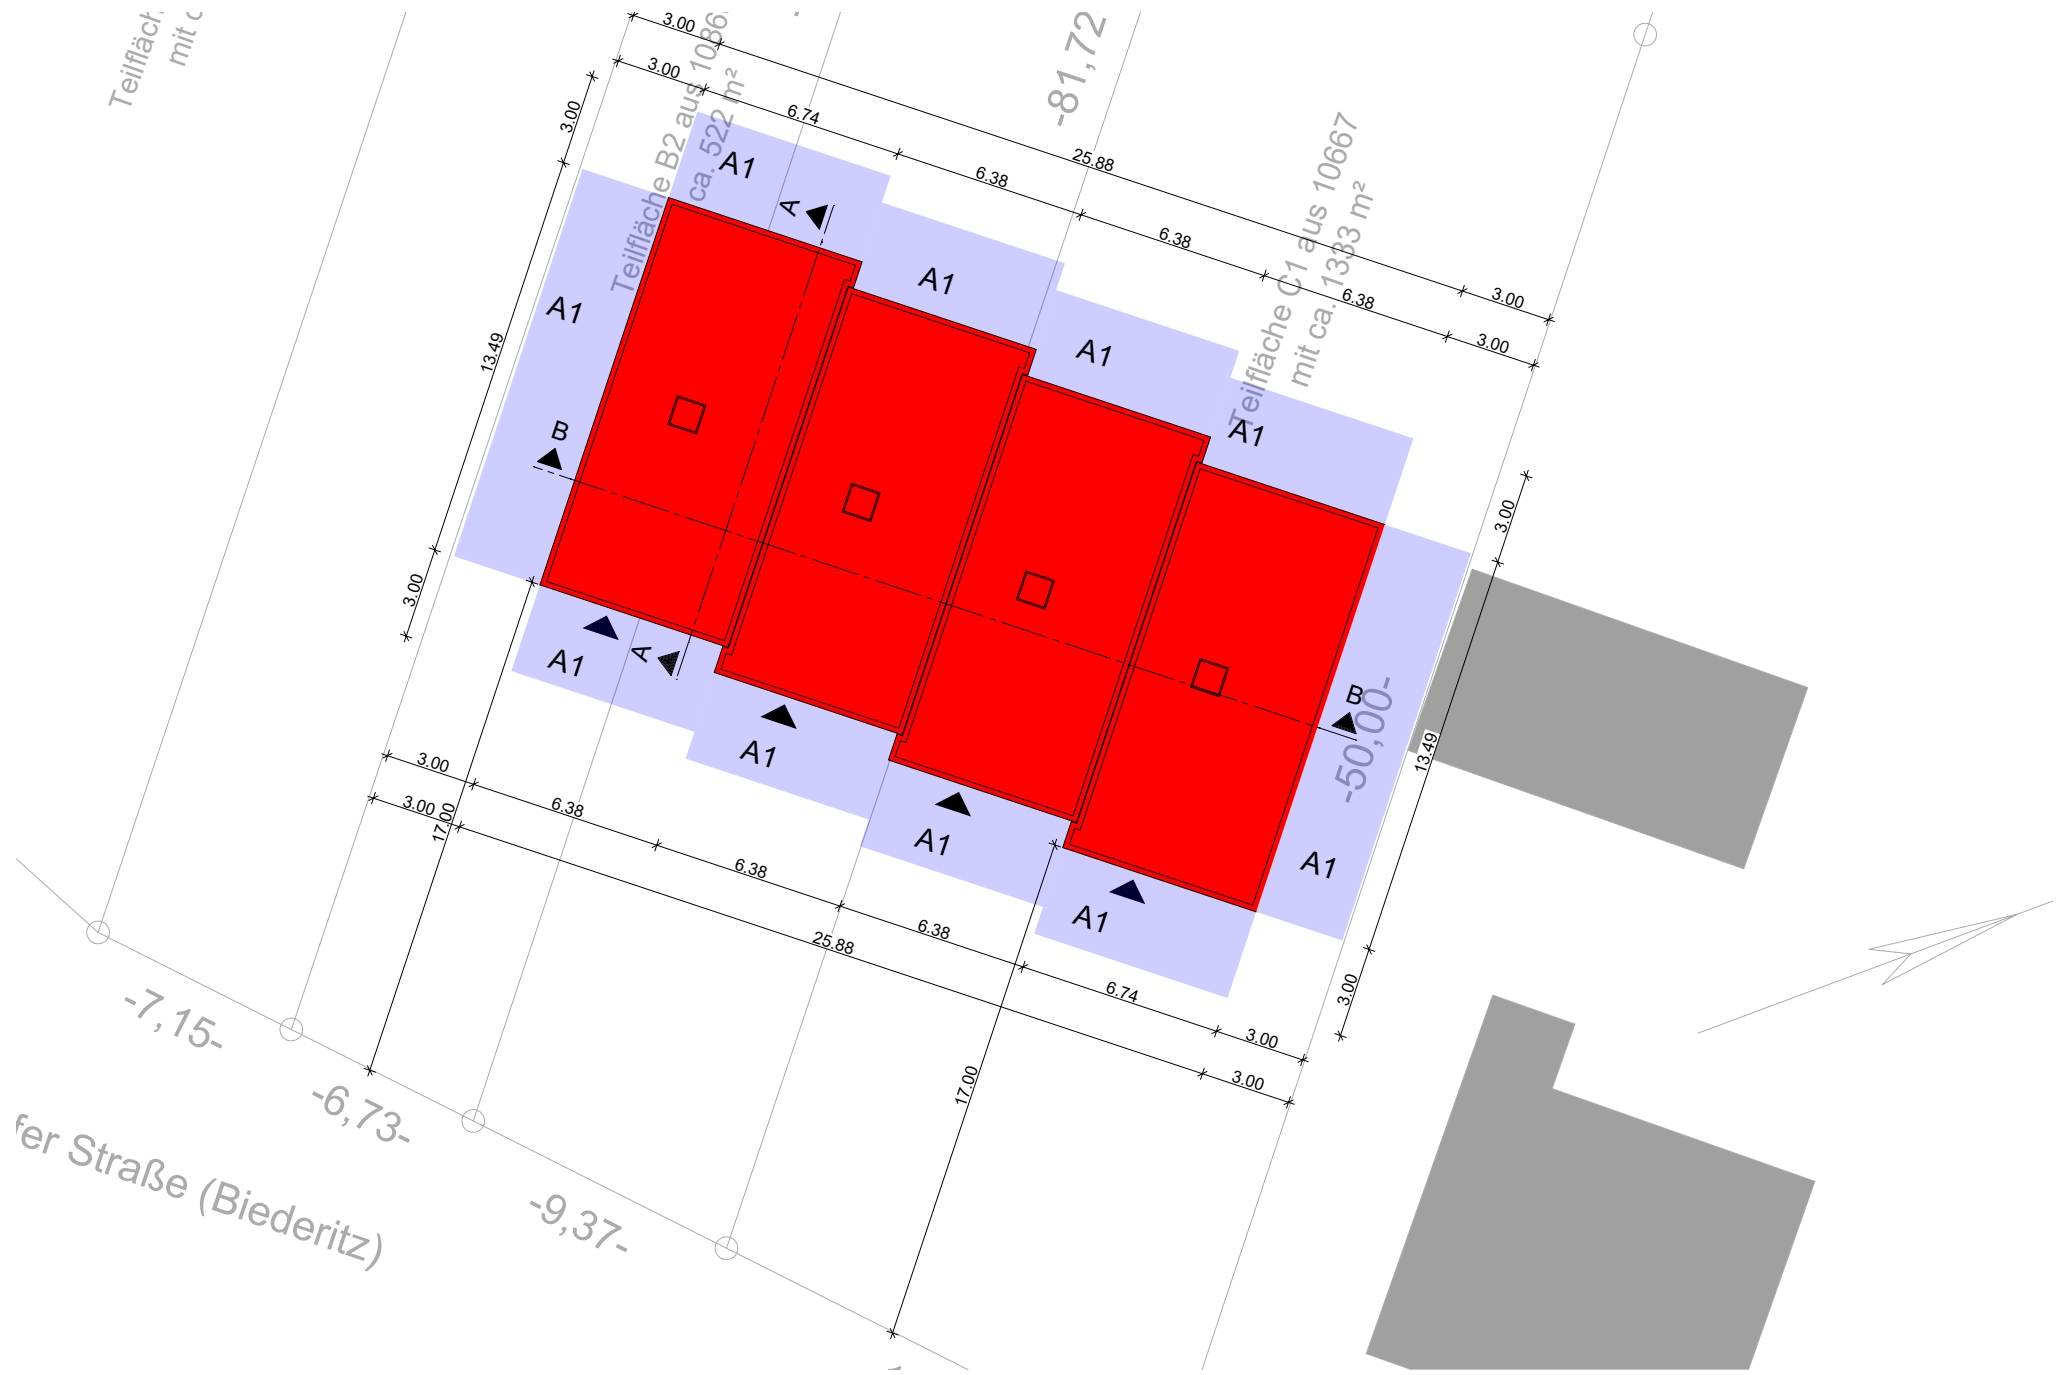 Teilfläch
mit c
3.00
3.00
3.00
Teilfläche B2 aus 1086
ca. 522 m²
-81,72
6.74
25.88
6.38
6.38
6.38
3.00
3.00
Teilfläche C1 aus 10667
mit ca. 1333 m²
A1
A
A1
A1
A1
A1
13.49
B
3.00
3.00
A1
A
A1
A1
A1
A1
B
-50,00-
13.49
3.00
3.00
3.00
17.00
6.38
6.38
6.38
25.88
6.74
3.00
3.00
17.00
-7,15-
-6,73-
-9,37-
fer Straße (Biederitz)